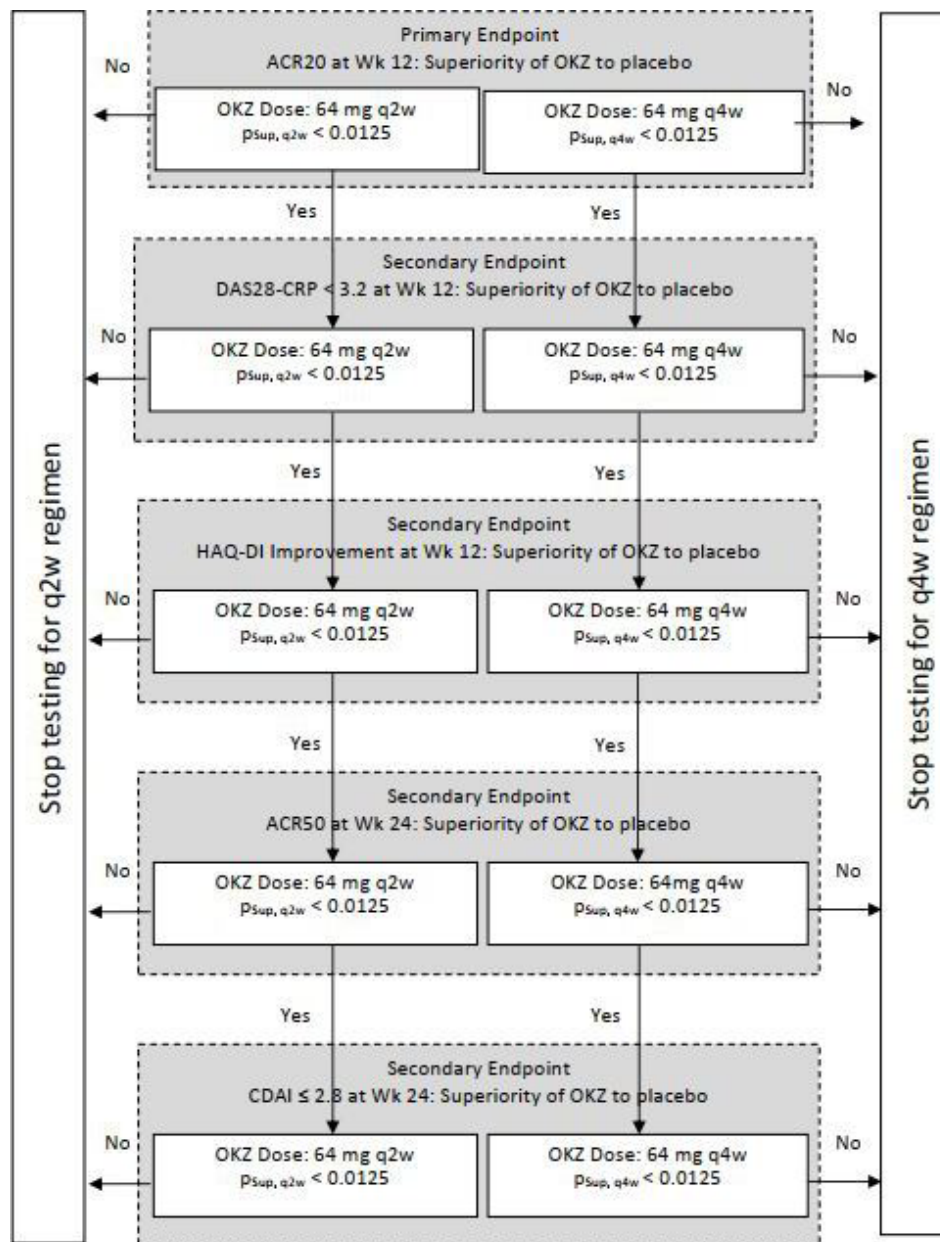 Primary Endpoint
ACR20 at Wk 12: Superiority of OKZ to placebo
No
OKZ Dose: 64 mg q2w
pSup, q2w < 0.0125
OKZ Dose: 64 mg q4w
pSup, q4w < 0.0125
No
Yes
Yes
Secondary Endpoint
DAS28-CRP < 3.2 at Wk 12: Superiority of OKZ to placebo
No
OKZ Dose: 64 mg q2w
pSup, q2w < 0.0125
OKZ Dose: 64 mg q4w
pSup, q4w < 0.0125
No
Yes
Yes
Stop testing for q2w regimen
Stop testing for q4w regimen
Secondary Endpoint
HAQ-DI Improvement at Wk 12: Superiority of OKZ to placebo
No
OKZ Dose: 64 mg q2w
pSup, q2w < 0.0125
OKZ Dose: 64 mg q4w
pSup, q4w < 0.0125
No
Yes
Yes
Secondary Endpoint
ACR50 at Wk 24: Superiority of OKZ to placebo
No
OKZ Dose: 64 mg q2w
pSup, q2w < 0.0125
OKZ Dose: 64mg q4w
pSup, q4w < 0.0125
No
Yes
Yes
Secondary Endpoint
CDAI ≤ 2.8 at Wk 24: Superiority of OKZ to placebo
No
OKZ Dose: 64 mg q2w
pSup, q2w < 0.0125
OKZ Dose: 64 mg q4w
pSup, q4w < 0.0125
No